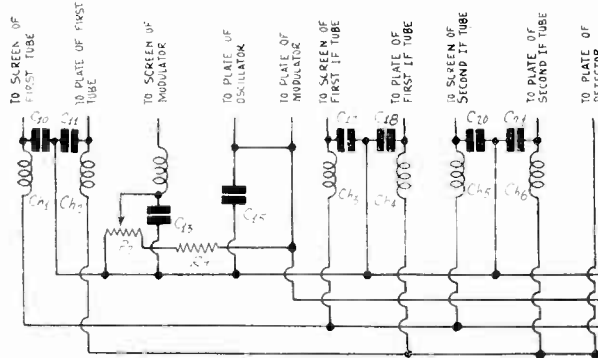 TO SCREEN OF
FIRST TUBE
TO PLATE OF FIRST
TUBE
TO SCREEN OF
MODULATOR
TO PLATE OF
OSCILLATOR
TO PLATE OF
MODULATOR
TO SCREEN OF
FIRST IF TUBE
TO PLATE OF
FIRST IF TUBE
TO SCREEN OF
SECOND IF TUBE
TO PLATE OF
SECOND IF TUBE
TO PLATE OF
DETECTOR
C10
C11
C17
C18
C20
C21
Ch1
Ch2
C13
C15
Ch3
Ch4
Ch5
Ch6